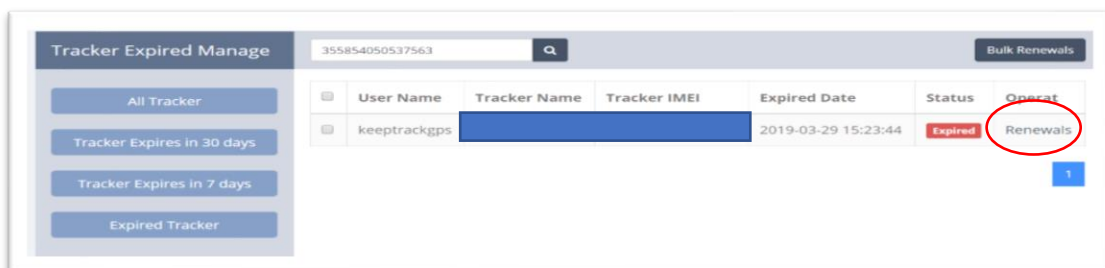 Tracker Expired Manage
355854050537563
Bulk Renewals
All Tracker
Tracker Expires in 30 days
Tracker Expires in 7 days
Expired Tracker
User Name Tracker Name Tracker IMEI Expired Date Status Operat
keeptrackgps 2019-03-29 15:23:44 Expired Renewals
1